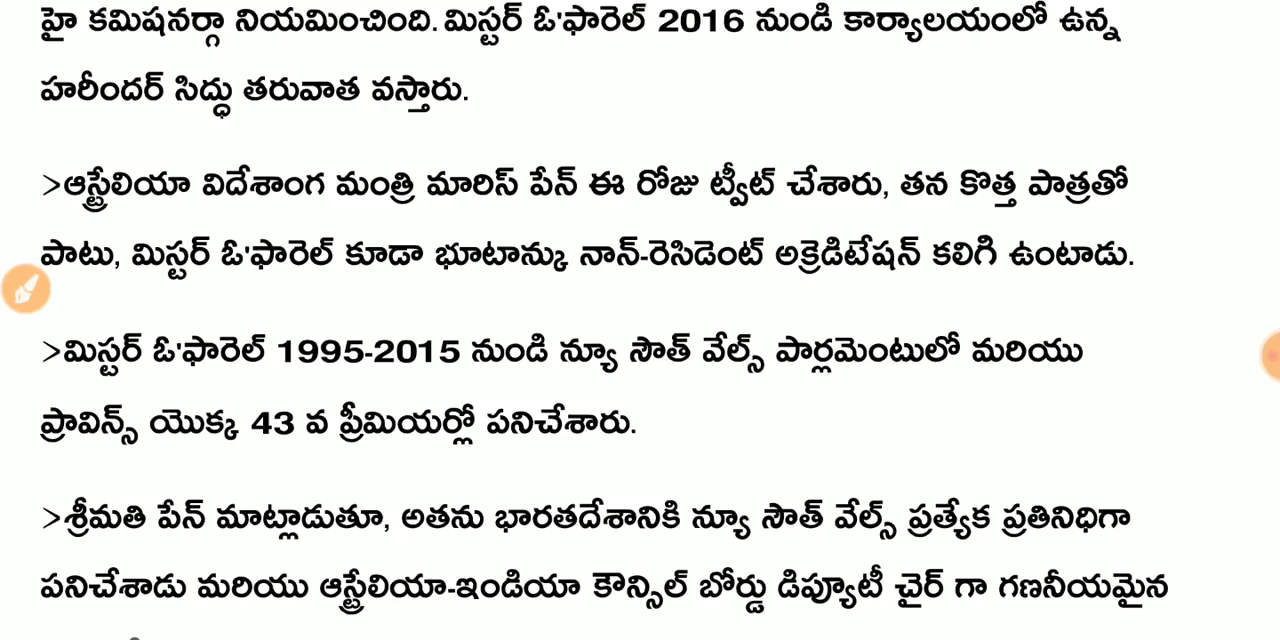 హై కమిషనర్గా నియమించింది. మిస్టర్ ఓ'ఫారెల్ 2016 నుండి కార్యాలయంలో ఉన్న
హరీందర్ సిద్ధు తరువాత వస్తారు.
>ఆస్ట్రేలియా విదేశాంగ మంత్రి మారిస్ పేన్ ఈ రోజు ట్వీట్ చేశారు, తన కొత్త పాత్రతో
పాటు, మిస్టర్ ఓ'ఫారెల్ కూడా భూటాన్కు నాన్-రెసిడెంట్ అక్రెడిటేషన్ కలిగి ఉంటాడు.
>మిస్టర్ ఓ'ఫారెల్ 1995-2015 నుండి న్యూ సౌత్ వేల్స్ పార్లమెంటులో మరియు
ప్రావిన్స్ యొక్క 43 వ ప్రీమియర్లో పనిచేశారు.
>శ్రీమతి పేన్ మాట్లాడుతూ, అతను భారతదేశానికి న్యూ సౌత్ వేల్స్ ప్రత్యేక ప్రతినిధిగా
పనిచేశాడు మరియు ఆస్ట్రేలియా-ఇండియా కౌన్సిల్ బోర్డు డిప్యూటీ చైర్ గా గణనీయమైన